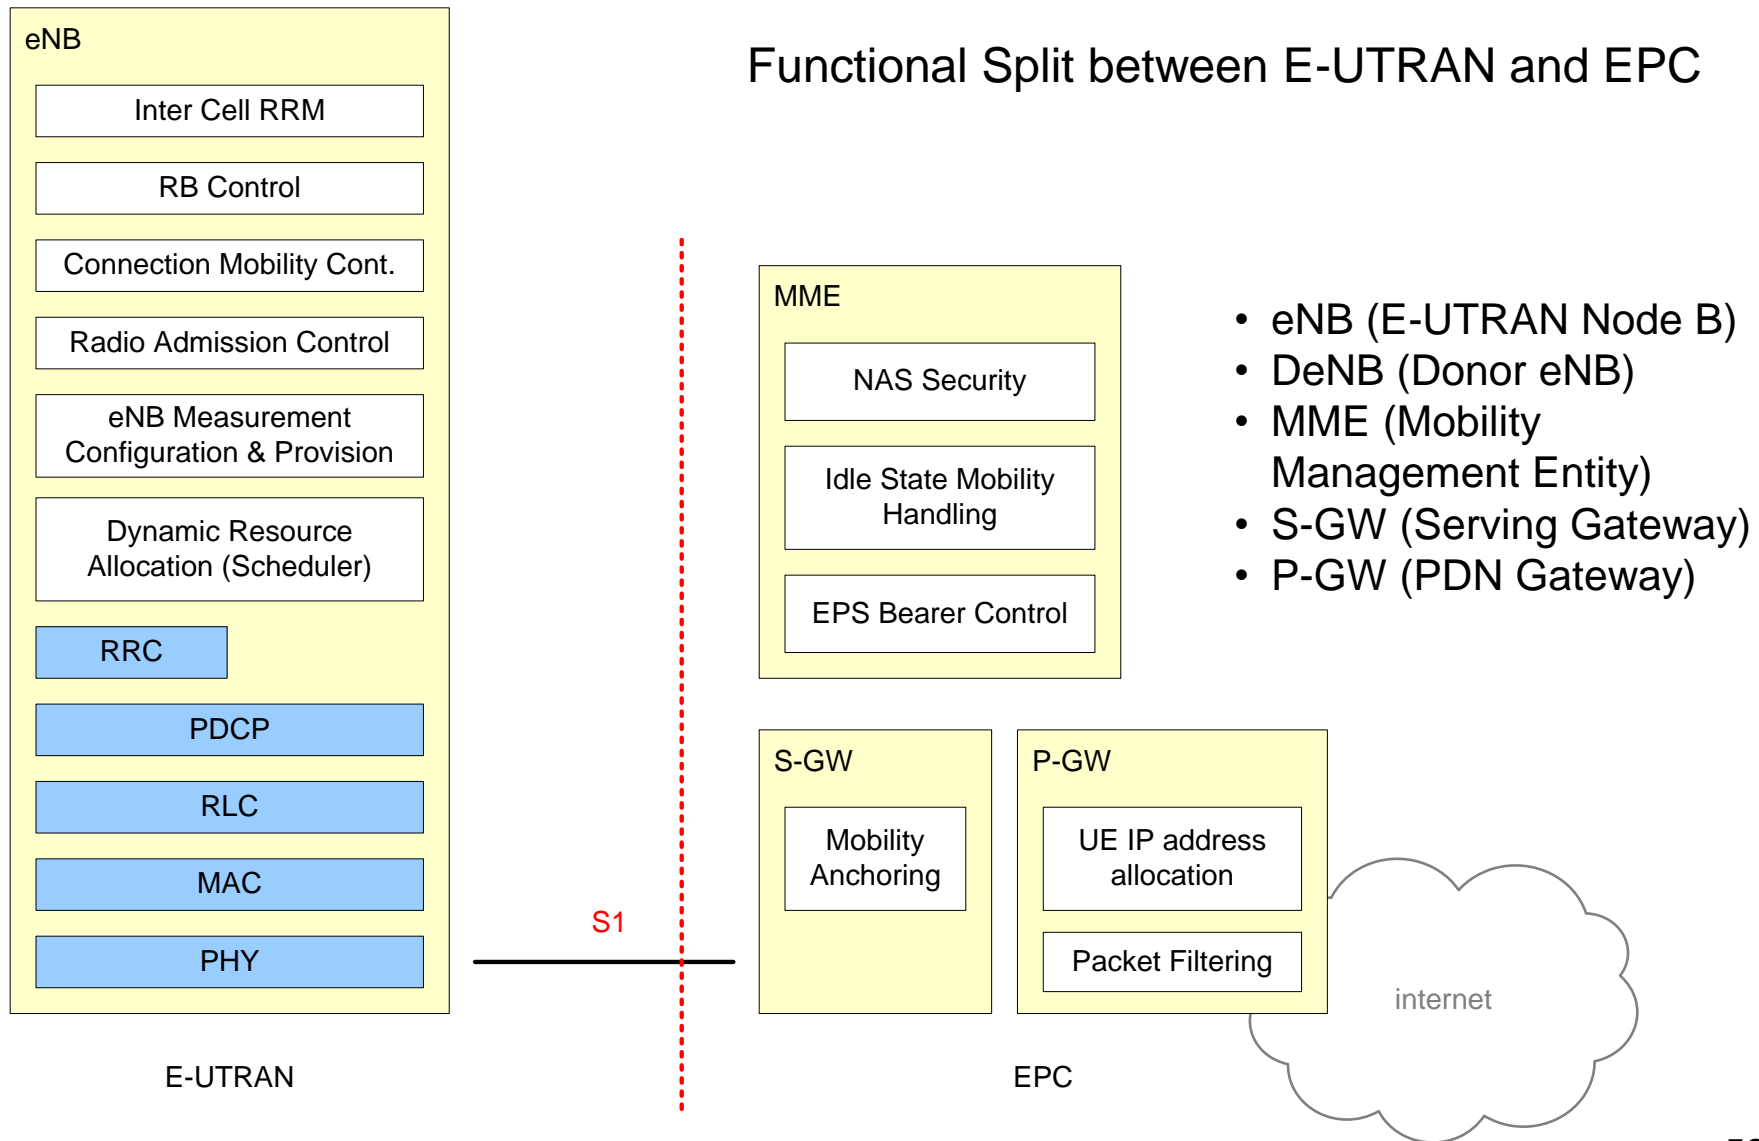 Functional Split between E-UTRAN and EPC
eNB
Inter Cell RRM
RB Control
Connection Mobility Cont.
Radio Admission Control
eNB Measurement
Configuration & Provision
Dynamic Resource
Allocation (Scheduler)
RRC
PDCP
RLC
MAC
PHY
E-UTRAN
S1
MME
NAS Security
Idle State Mobility
Handling
EPS Bearer Control
S-GW
Mobility
Anchoring
P-GW
UE IP address
allocation
Packet Filtering
internet
EPC
• eNB (E-UTRAN Node B)
• DeNB (Donor eNB)
• MME (Mobility
Management Entity)
• S-GW (Serving Gateway)
• P-GW (PDN Gateway)